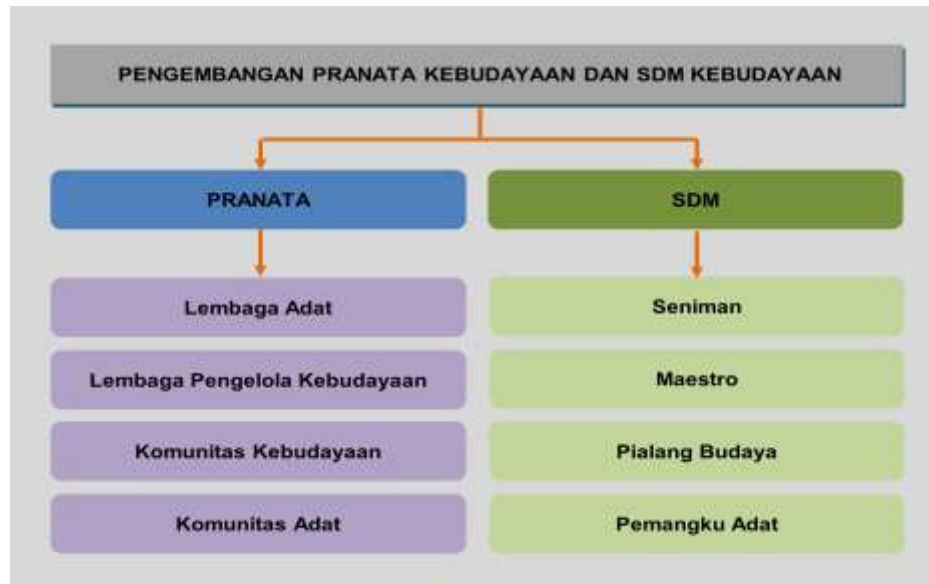 PENGEMBANGAN PRANATA KEBUDAYAAN DAN SDM KEBUDAYAAN
PRANATA
Lembaga Adat
Lembaga Pengelola Kebudayaan
Komunitas Kebudayaan
Komunitas Adat
SDM
Seniman
Maestro
Pialang Budaya
Pemangku Adat